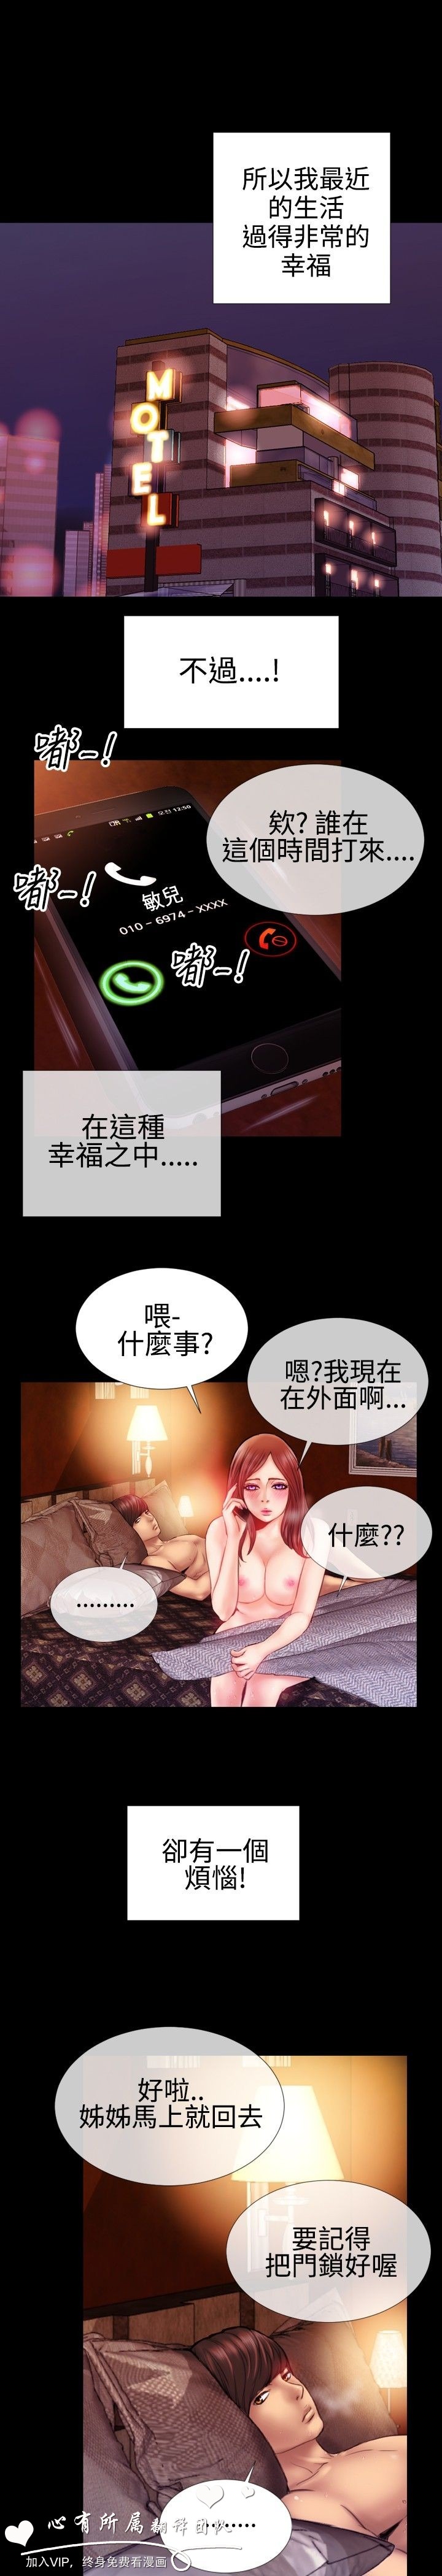 所以我最近
的生活
過得非常的
幸福
MOTEL
不過....!
嘟~!
오전 12:50
欸? 誰在
這個時間打來....
嘟~!
敏兒
010-6974-XXXX
嘟~!
在這種
幸福之中.....
喂-
什麼事?
嗯?我現在
在外面啊...
什麼??
.........
卻有一個
煩惱!
好啦..
姊姊馬上就回去
要記得
把門鎖好喔
.........
心有所属翻译团队
加入VIP，终身免费看漫画